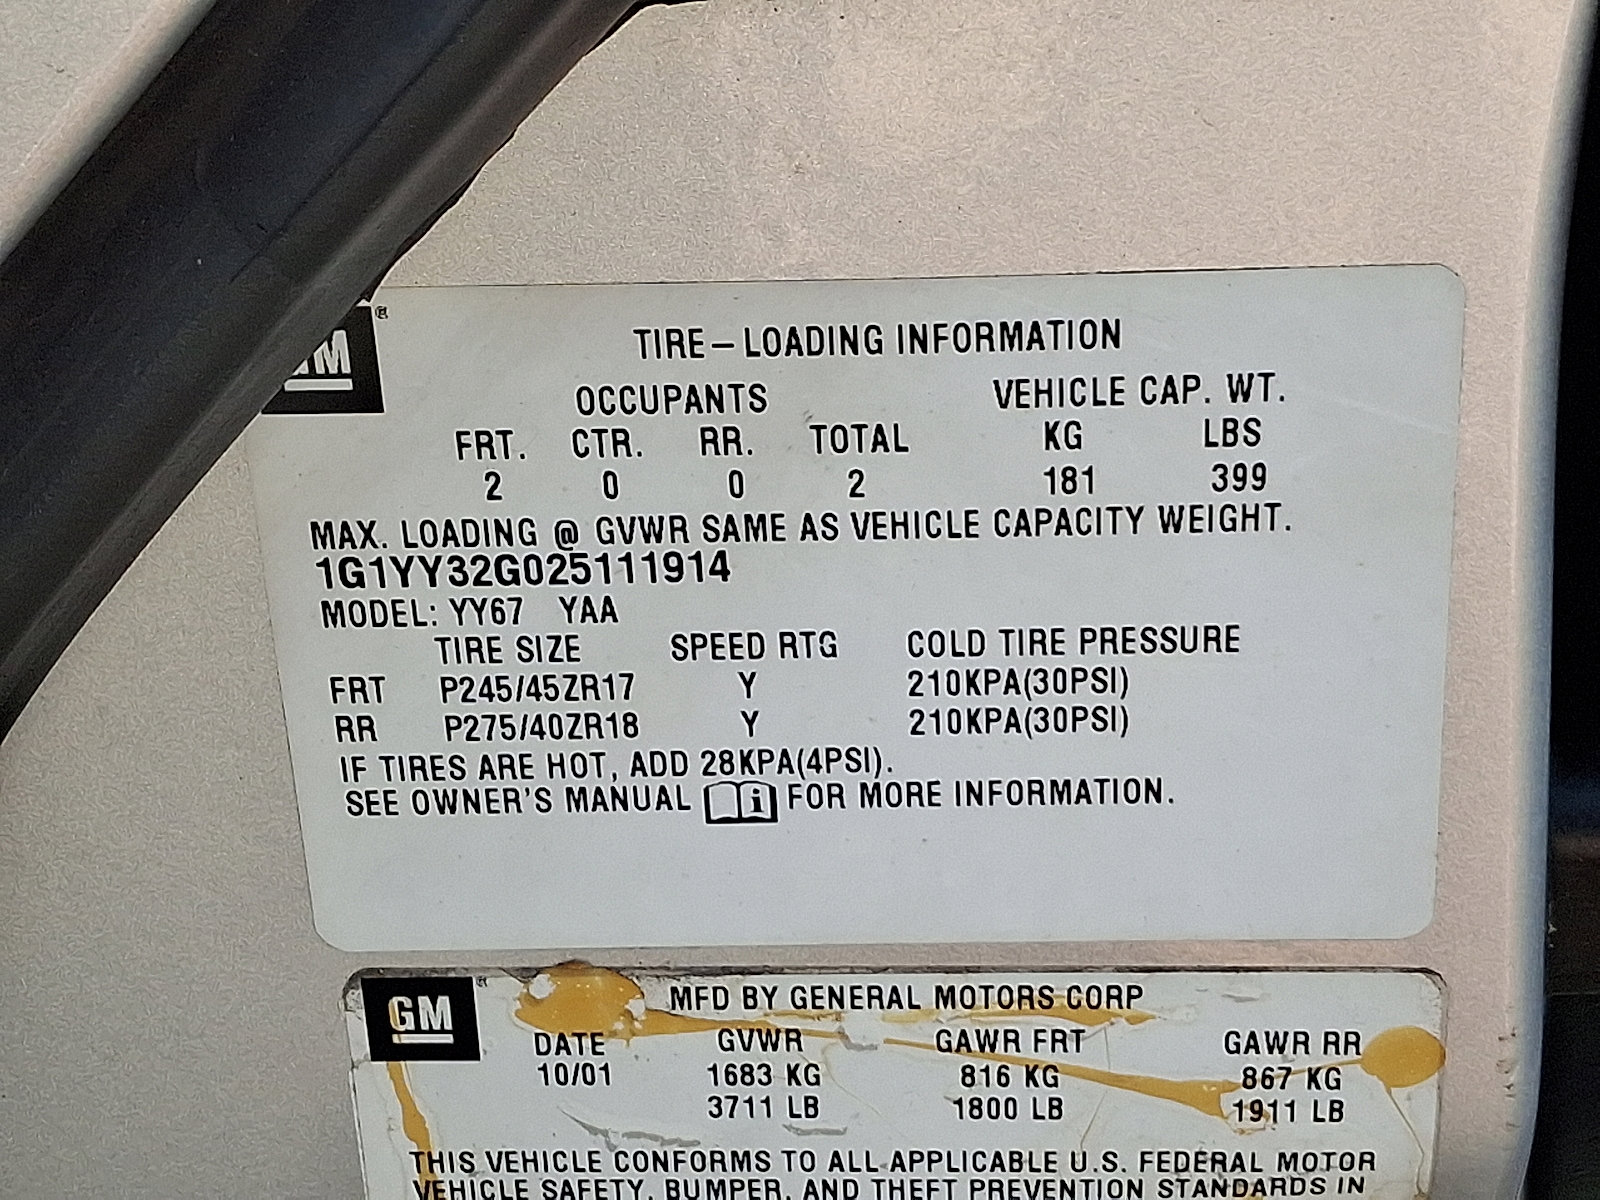 GM®
TIRE – LOADING INFORMATION
OCCUPANTS VEHICLE CAP. WT.
FRT. CTR. RR. TOTAL KG LBS
2 0 0 2 181 399
MAX. LOADING @ GVWR SAME AS VEHICLE CAPACITY WEIGHT.
1G1YY32G025111914
MODEL: YY67 YAA
TIRE SIZE SPEED RTG COLD TIRE PRESSURE
FRT P245/45ZR17 Y 210KPA(30PSI)
RR P275/40ZR18 Y 210KPA(30PSI)
IF TIRES ARE HOT, ADD 28KPA(4PSI).
SEE OWNER'S MANUAL i FOR MORE INFORMATION.
GM®
MFD BY GENERAL MOTORS CORP
DATE GVWR GAWR FRT GAWR RR
10/01 1683 KG 816 KG 867 KG
3711 LB 1800 LB 1911 LB
THIS VEHICLE CONFORMS TO ALL APPLICABLE U.S. FEDERAL MOTOR
VEHICLE SAFETY, BUMPER, AND THEFT PREVENTION STANDARDS IN